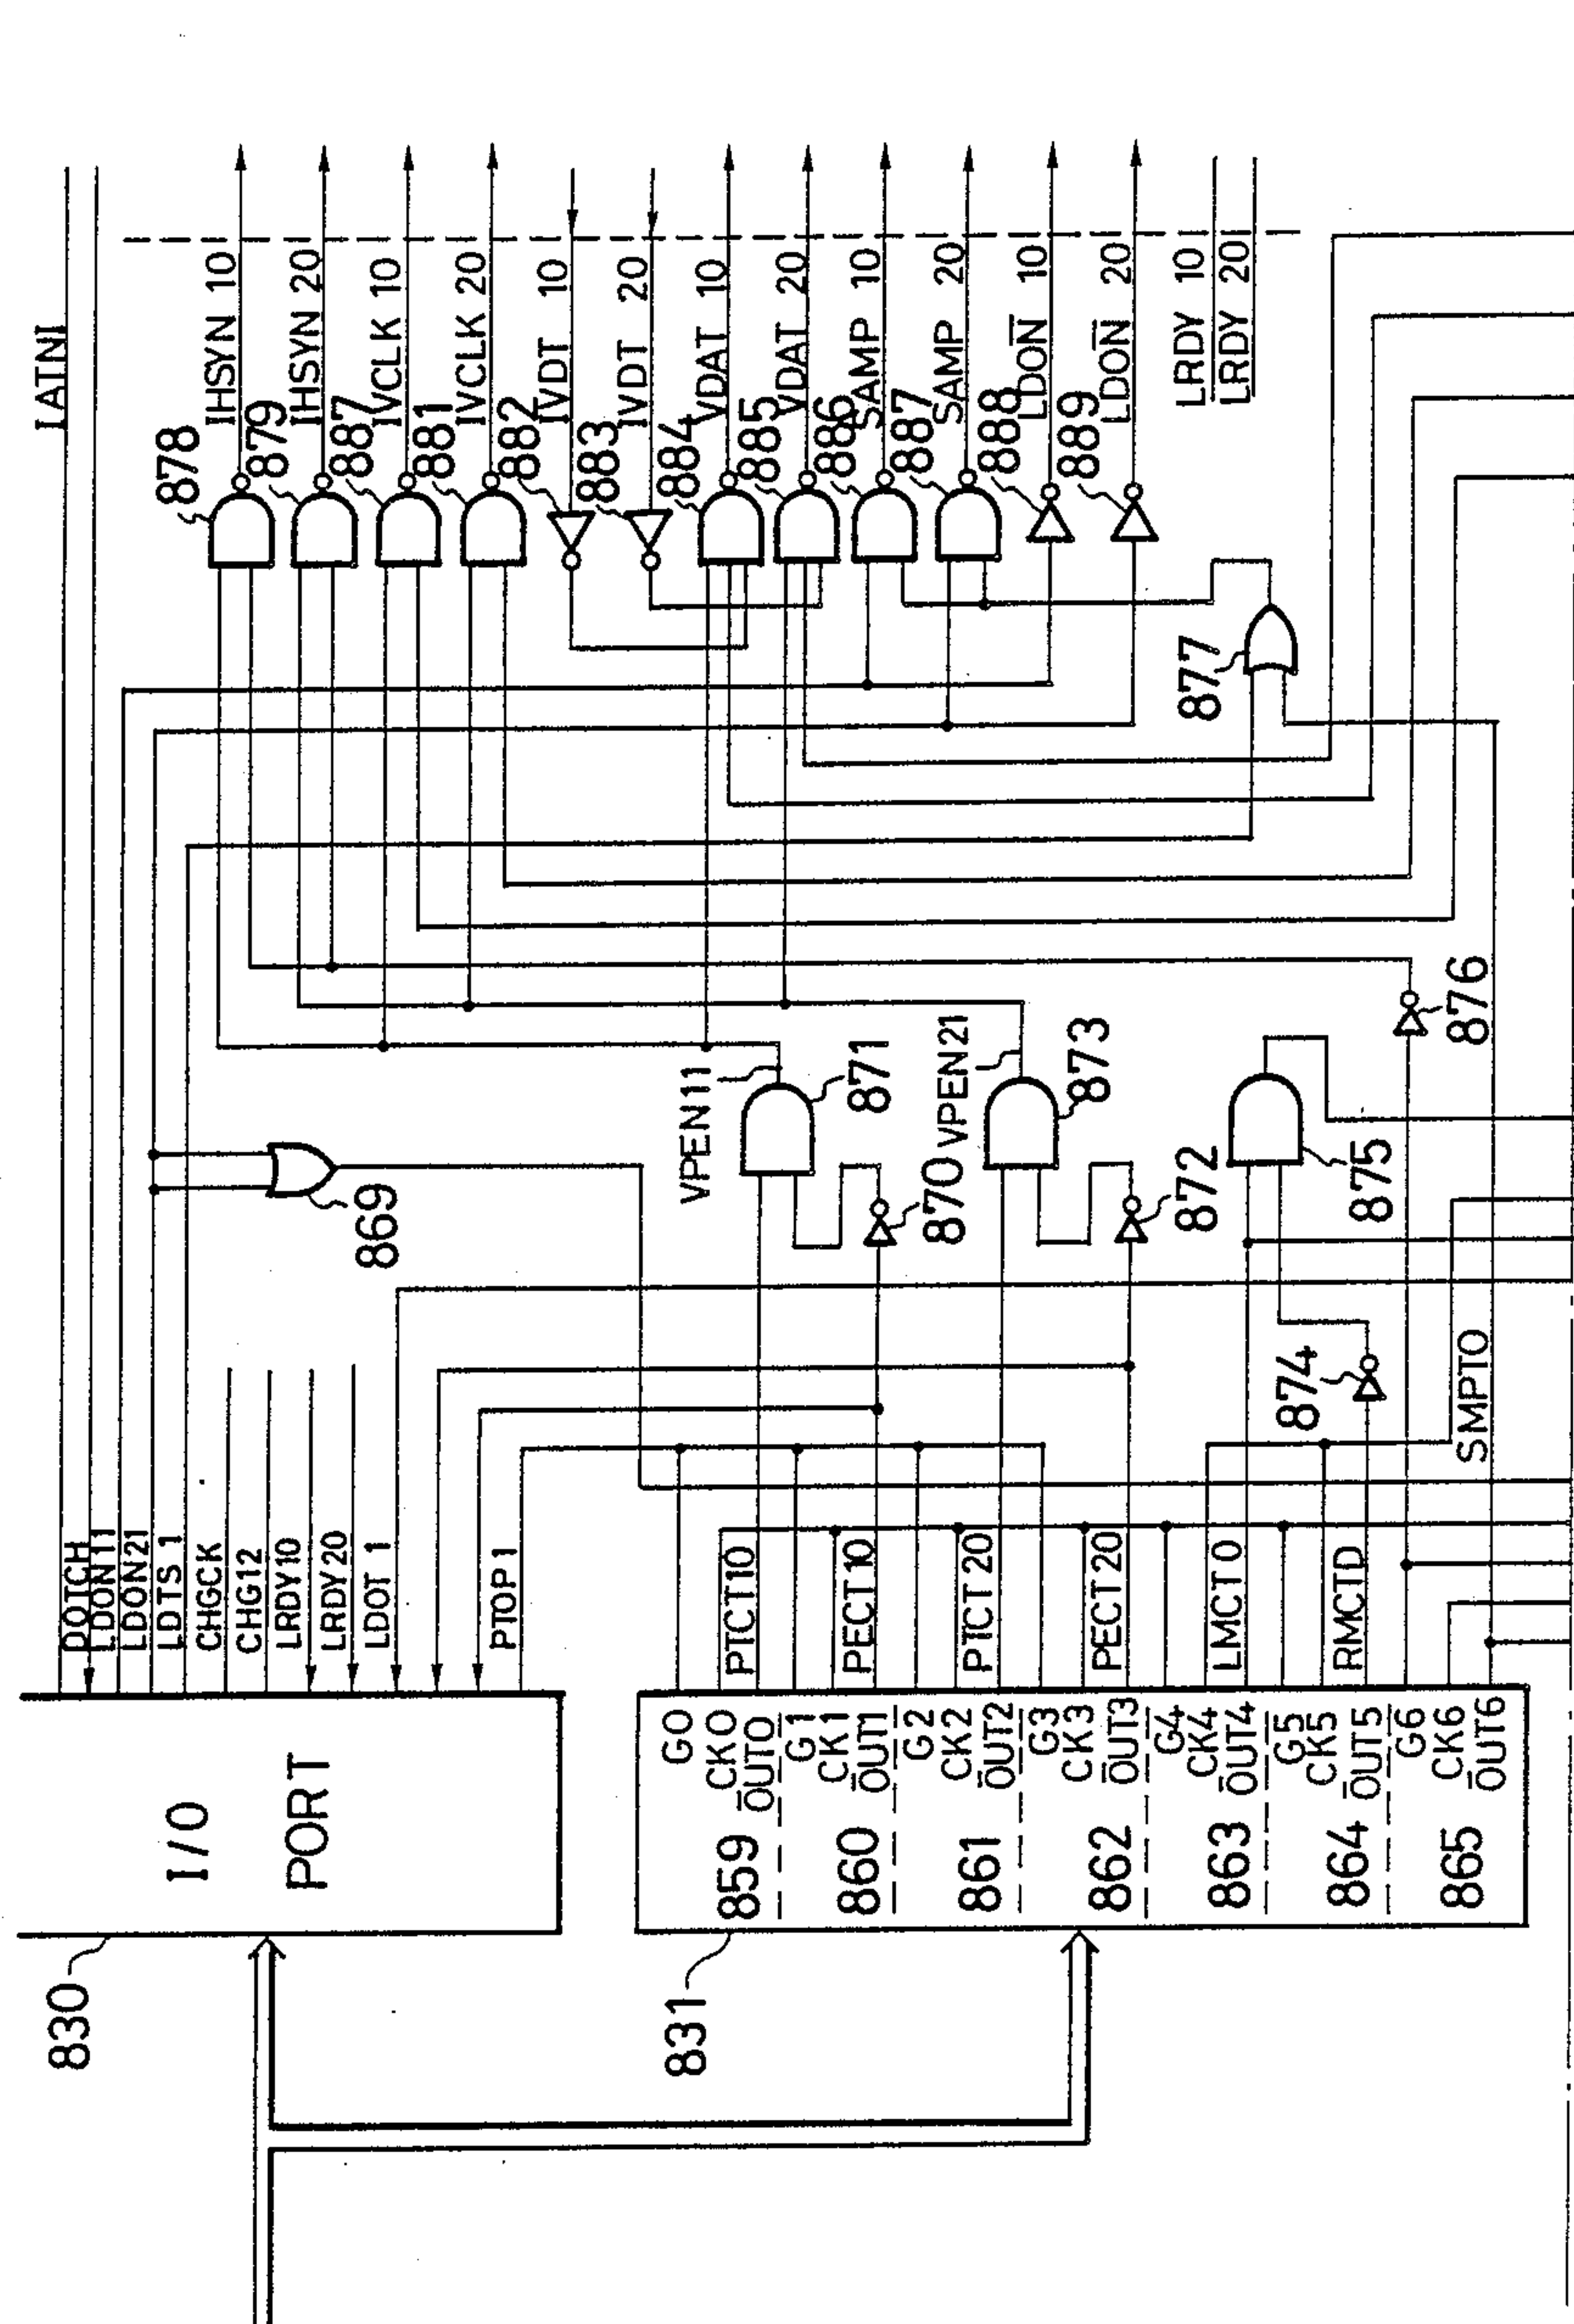 LATNI
IHSYN 10
878
IHSYN 20
879
IVCLK 10
887
IVCLK 20
881
IVDT 10
882
IVDT 20
883
VDAT 10
884
VDAT 20
885
SAMP 10
886
SAMP 20
887
LDON 10
888
LDON 20
889
LRDY 10
LRDY 20
877
876
VPEN11
871
870
VPEN21
873
872
875
874
869
SMPTO
DOTCH
LDON11
LDON21
LDTS 1
CHGCK
CHG12
LRDY10
LRDY20
LDOT 1
PTOP1
PTCT10
PECT10
PTCT 20
PECT20
LMCT0
RMCTD
I/O
PORT
830
G0
CK0
OUT0
859
G1
CK1
OUT1
860
G2
CK2
OUT2
861
G3
CK3
OUT3
862
G4
CK4
OUT4
863
G5
CK5
OUT5
864
G6
CK6
OUT6
865
831